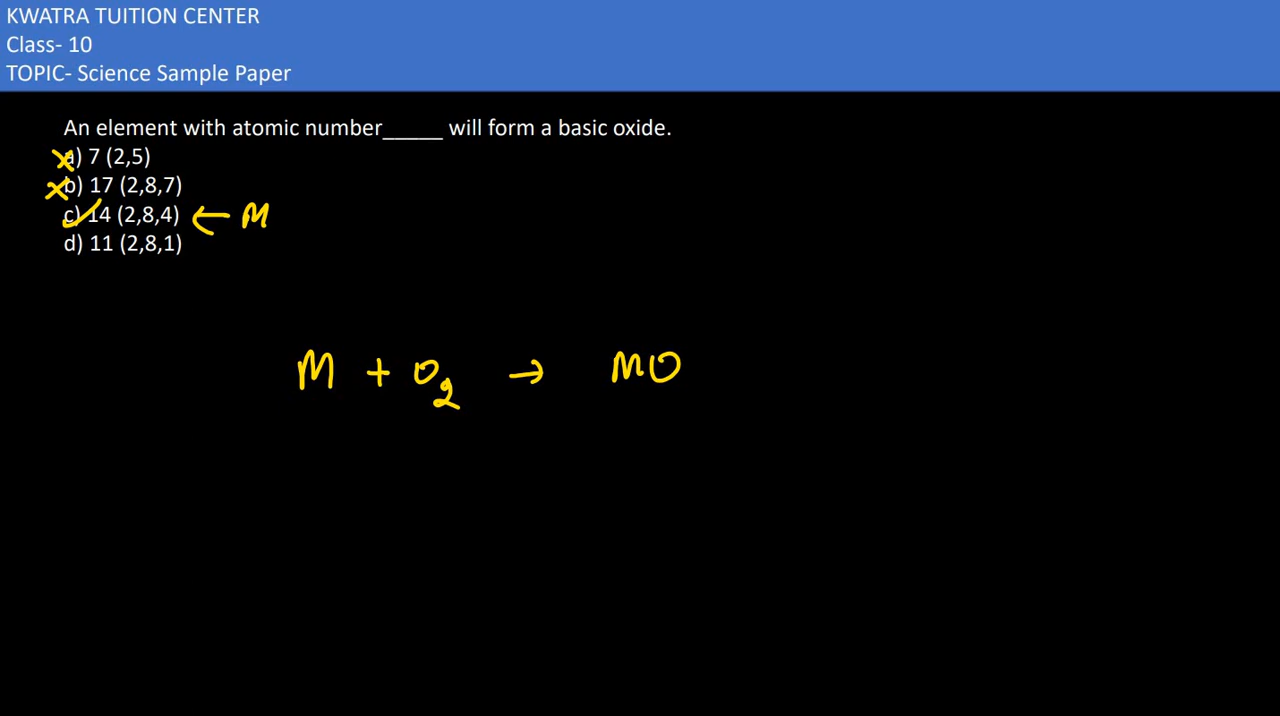 KWATRA TUITION CENTER
Class- 10
TOPIC- Science Sample Paper
An element with atomic number_____ will form a basic oxide.
a) 7 (2,5)
b) 17 (2,8,7)
c) 14 (2,8,4) ← M
d) 11 (2,8,1)
M + O₂ → MO